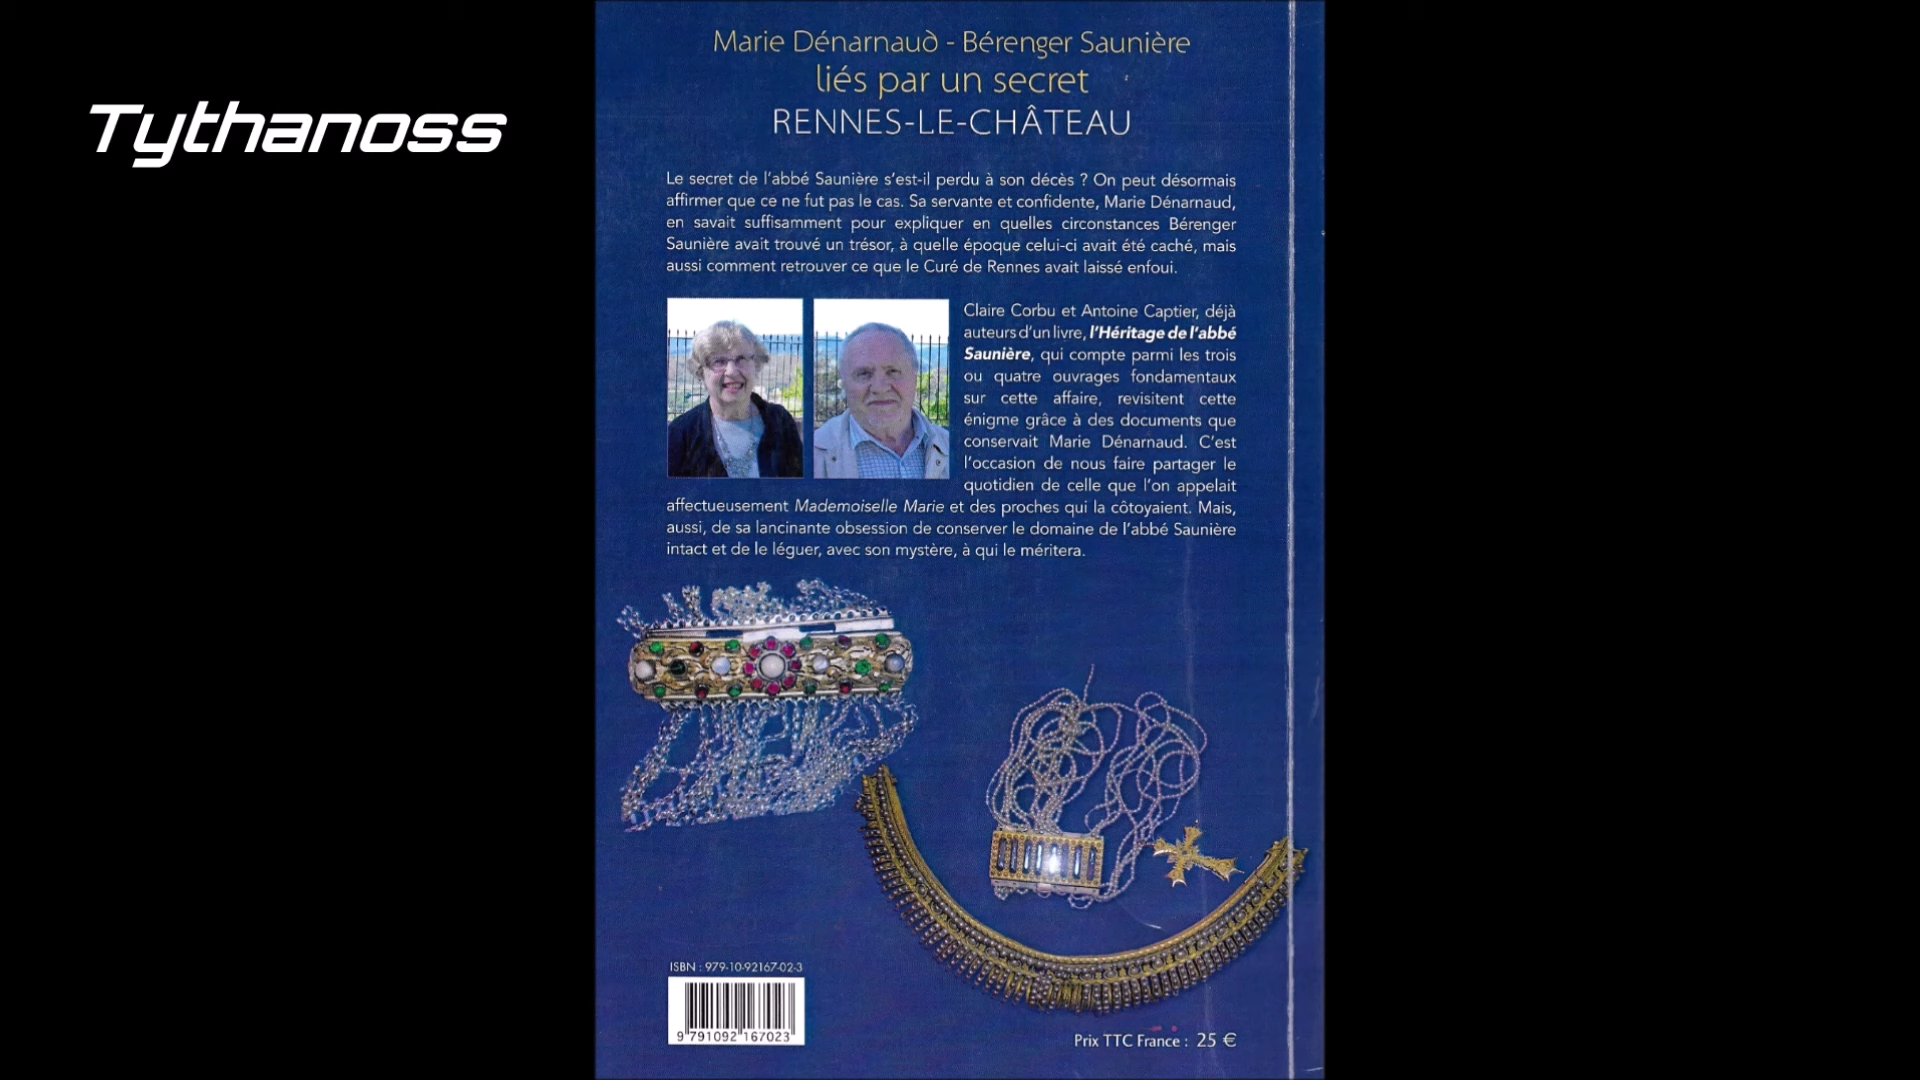 Tythanoss
Marie Dénarnaud - Bérenger Saunière
liés par un secret
RENNES-LE-CHÂTEAU
Le secret de l'abbé Saunière s'est-il perdu à son décès ? On peut désormais
affirmer que ce ne fut pas le cas. Sa servante et confidente, Marie Dénarnaud,
en savait suffisamment pour expliquer en quelles circonstances Bérenger
Saunière avait trouvé un trésor, à quelle époque celui-ci avait été caché, mais
aussi comment retrouver ce que le Curé de Rennes avait laissé enfoui.
Claire Corbu et Antoine Captier, déjà
auteurs d'un livre, l'Héritage de l'abbé
Saunière, qui compte parmi les trois
ou quatre ouvrages fondamentaux
sur cette affaire, revisitent cette
énigme grâce à des documents que
conservait Marie Dénarnaud. C'est
l'occasion de nous faire partager le
quotidien de celle que l'on appelait
affectueusement Mademoiselle Marie et des proches qui la côtoyaient. Mais,
aussi, de sa lancinante obsession de conserver le domaine de l'abbé Saunière
intact et de le léguer, avec son mystère, à qui le méritera.
ISBN : 979-10-92167-02-3
9 791092 167023
Prix TTC France : 25 €